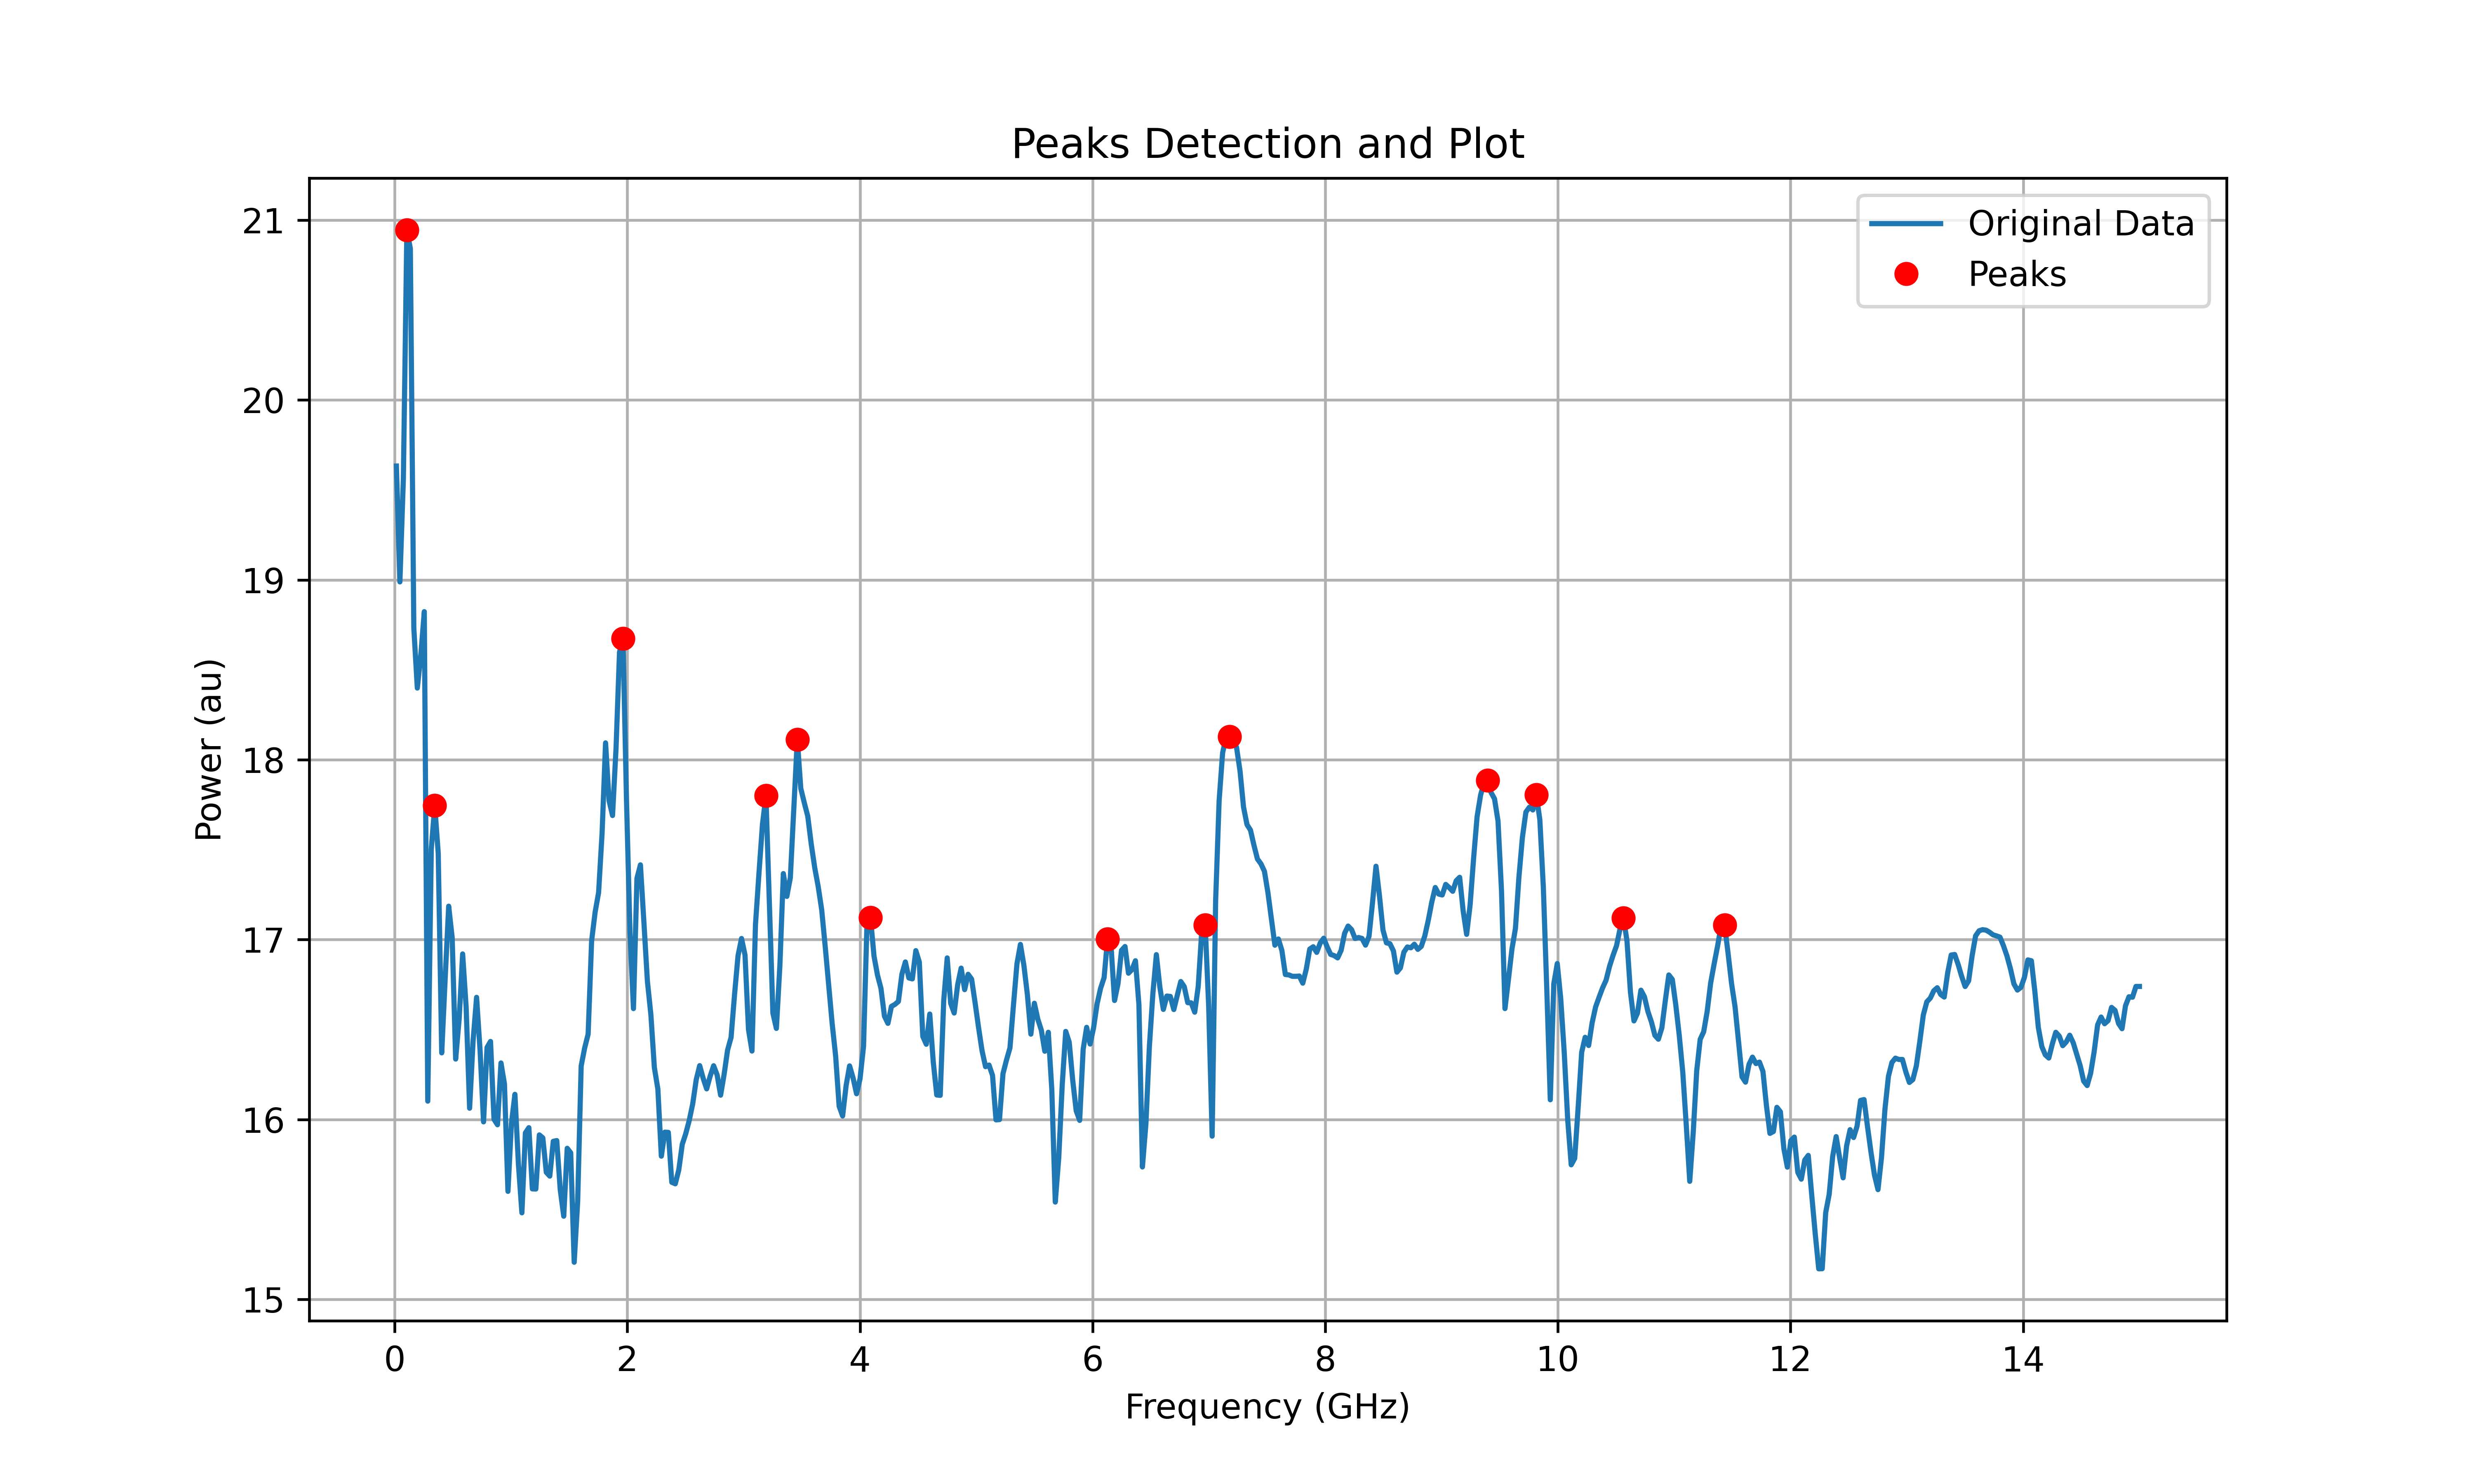 Peaks Detection and Plot
Original Data
Peaks
21
20
19
18
17
16
15
Power (au)
0 2 4 6 8 10 12 14
Frequency (GHz)